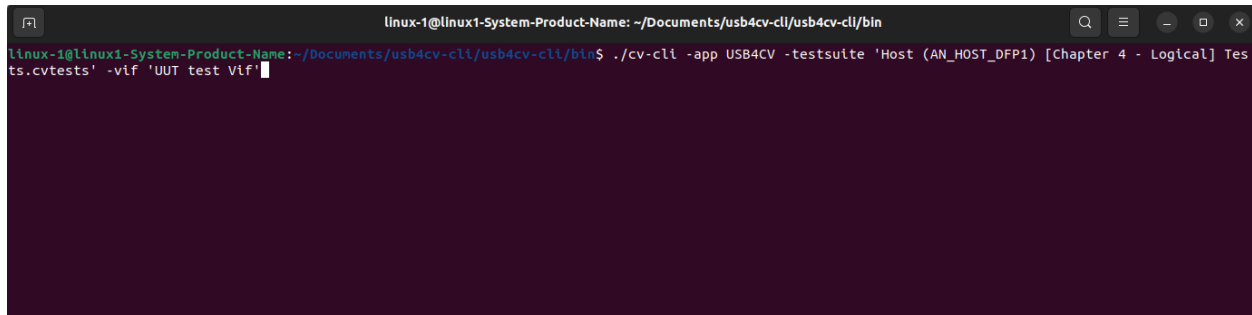 linux-1@linux1-System-Product-Name: ~/Documents/usb4cv-cli/usb4cv-cli/bin
linux-1@linux1-System-Product-Name:~/Documents/usb4cv-cli/usb4cv-cli/bin$ ./cv-cli -app USB4CV -testsuite 'Host (AN_HOST_DFP1) [Chapter 4 - Logical] Tes
ts.cvtests' -vif 'UUT test Vif'